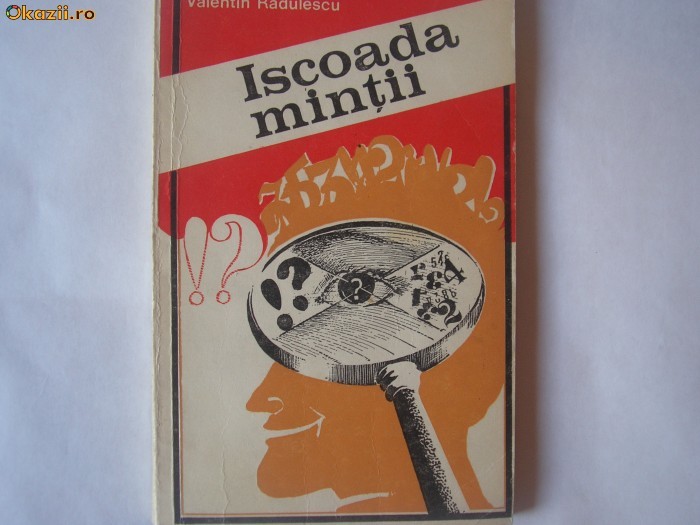 Okazii.ro
Valentin Rădulescu
Iscoada
minții
!?
!?
?